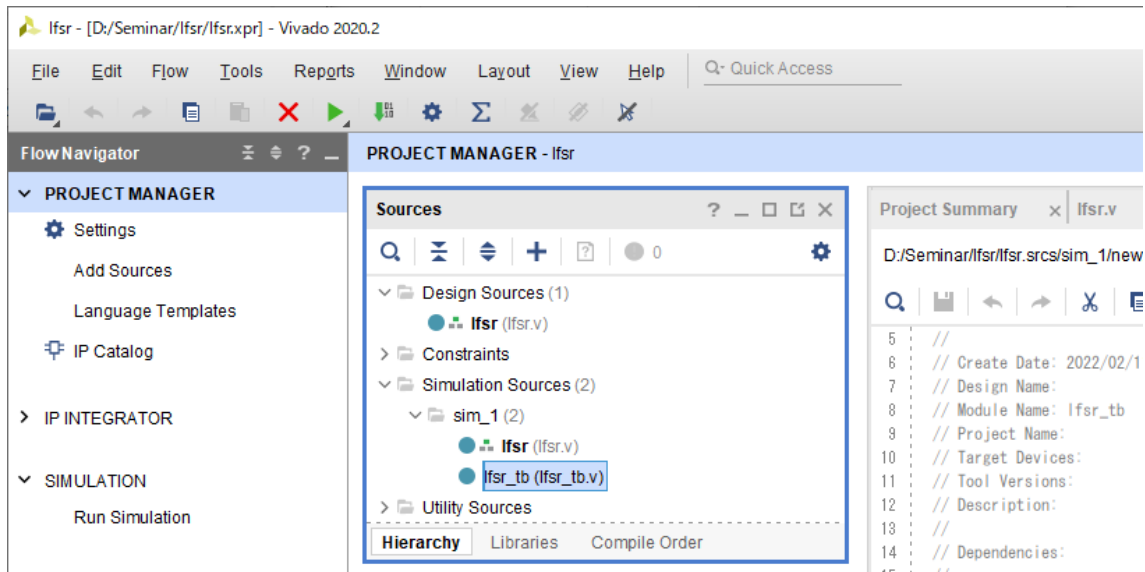 lfsr - [D:/Seminar/lfsr/lfsr.xpr] - Vivado 2020.2
File Edit Flow Tools Reports Window Layout View Help Quick Access
Flow Navigator
PROJECT MANAGER
Settings
Add Sources
Language Templates
IP Catalog
IP INTEGRATOR
SIMULATION
Run Simulation
PROJECT MANAGER - lfsr
Sources
0
Design Sources (1)
lfsr (lfsr.v)
Constraints
Simulation Sources (2)
sim_1 (2)
lfsr (lfsr.v)
lfsr_tb (lfsr_tb.v)
Utility Sources
Hierarchy Libraries Compile Order
Project Summary lfsr.v
D:/Seminar/lfsr/lfsr.srcs/sim_1/new
5 //
6 // Create Date: 2022/02/1
7 // Design Name:
8 // Module Name: lfsr_tb
9 // Project Name:
10 // Target Devices:
11 // Tool Versions:
12 // Description:
13 //
14 // Dependencies: